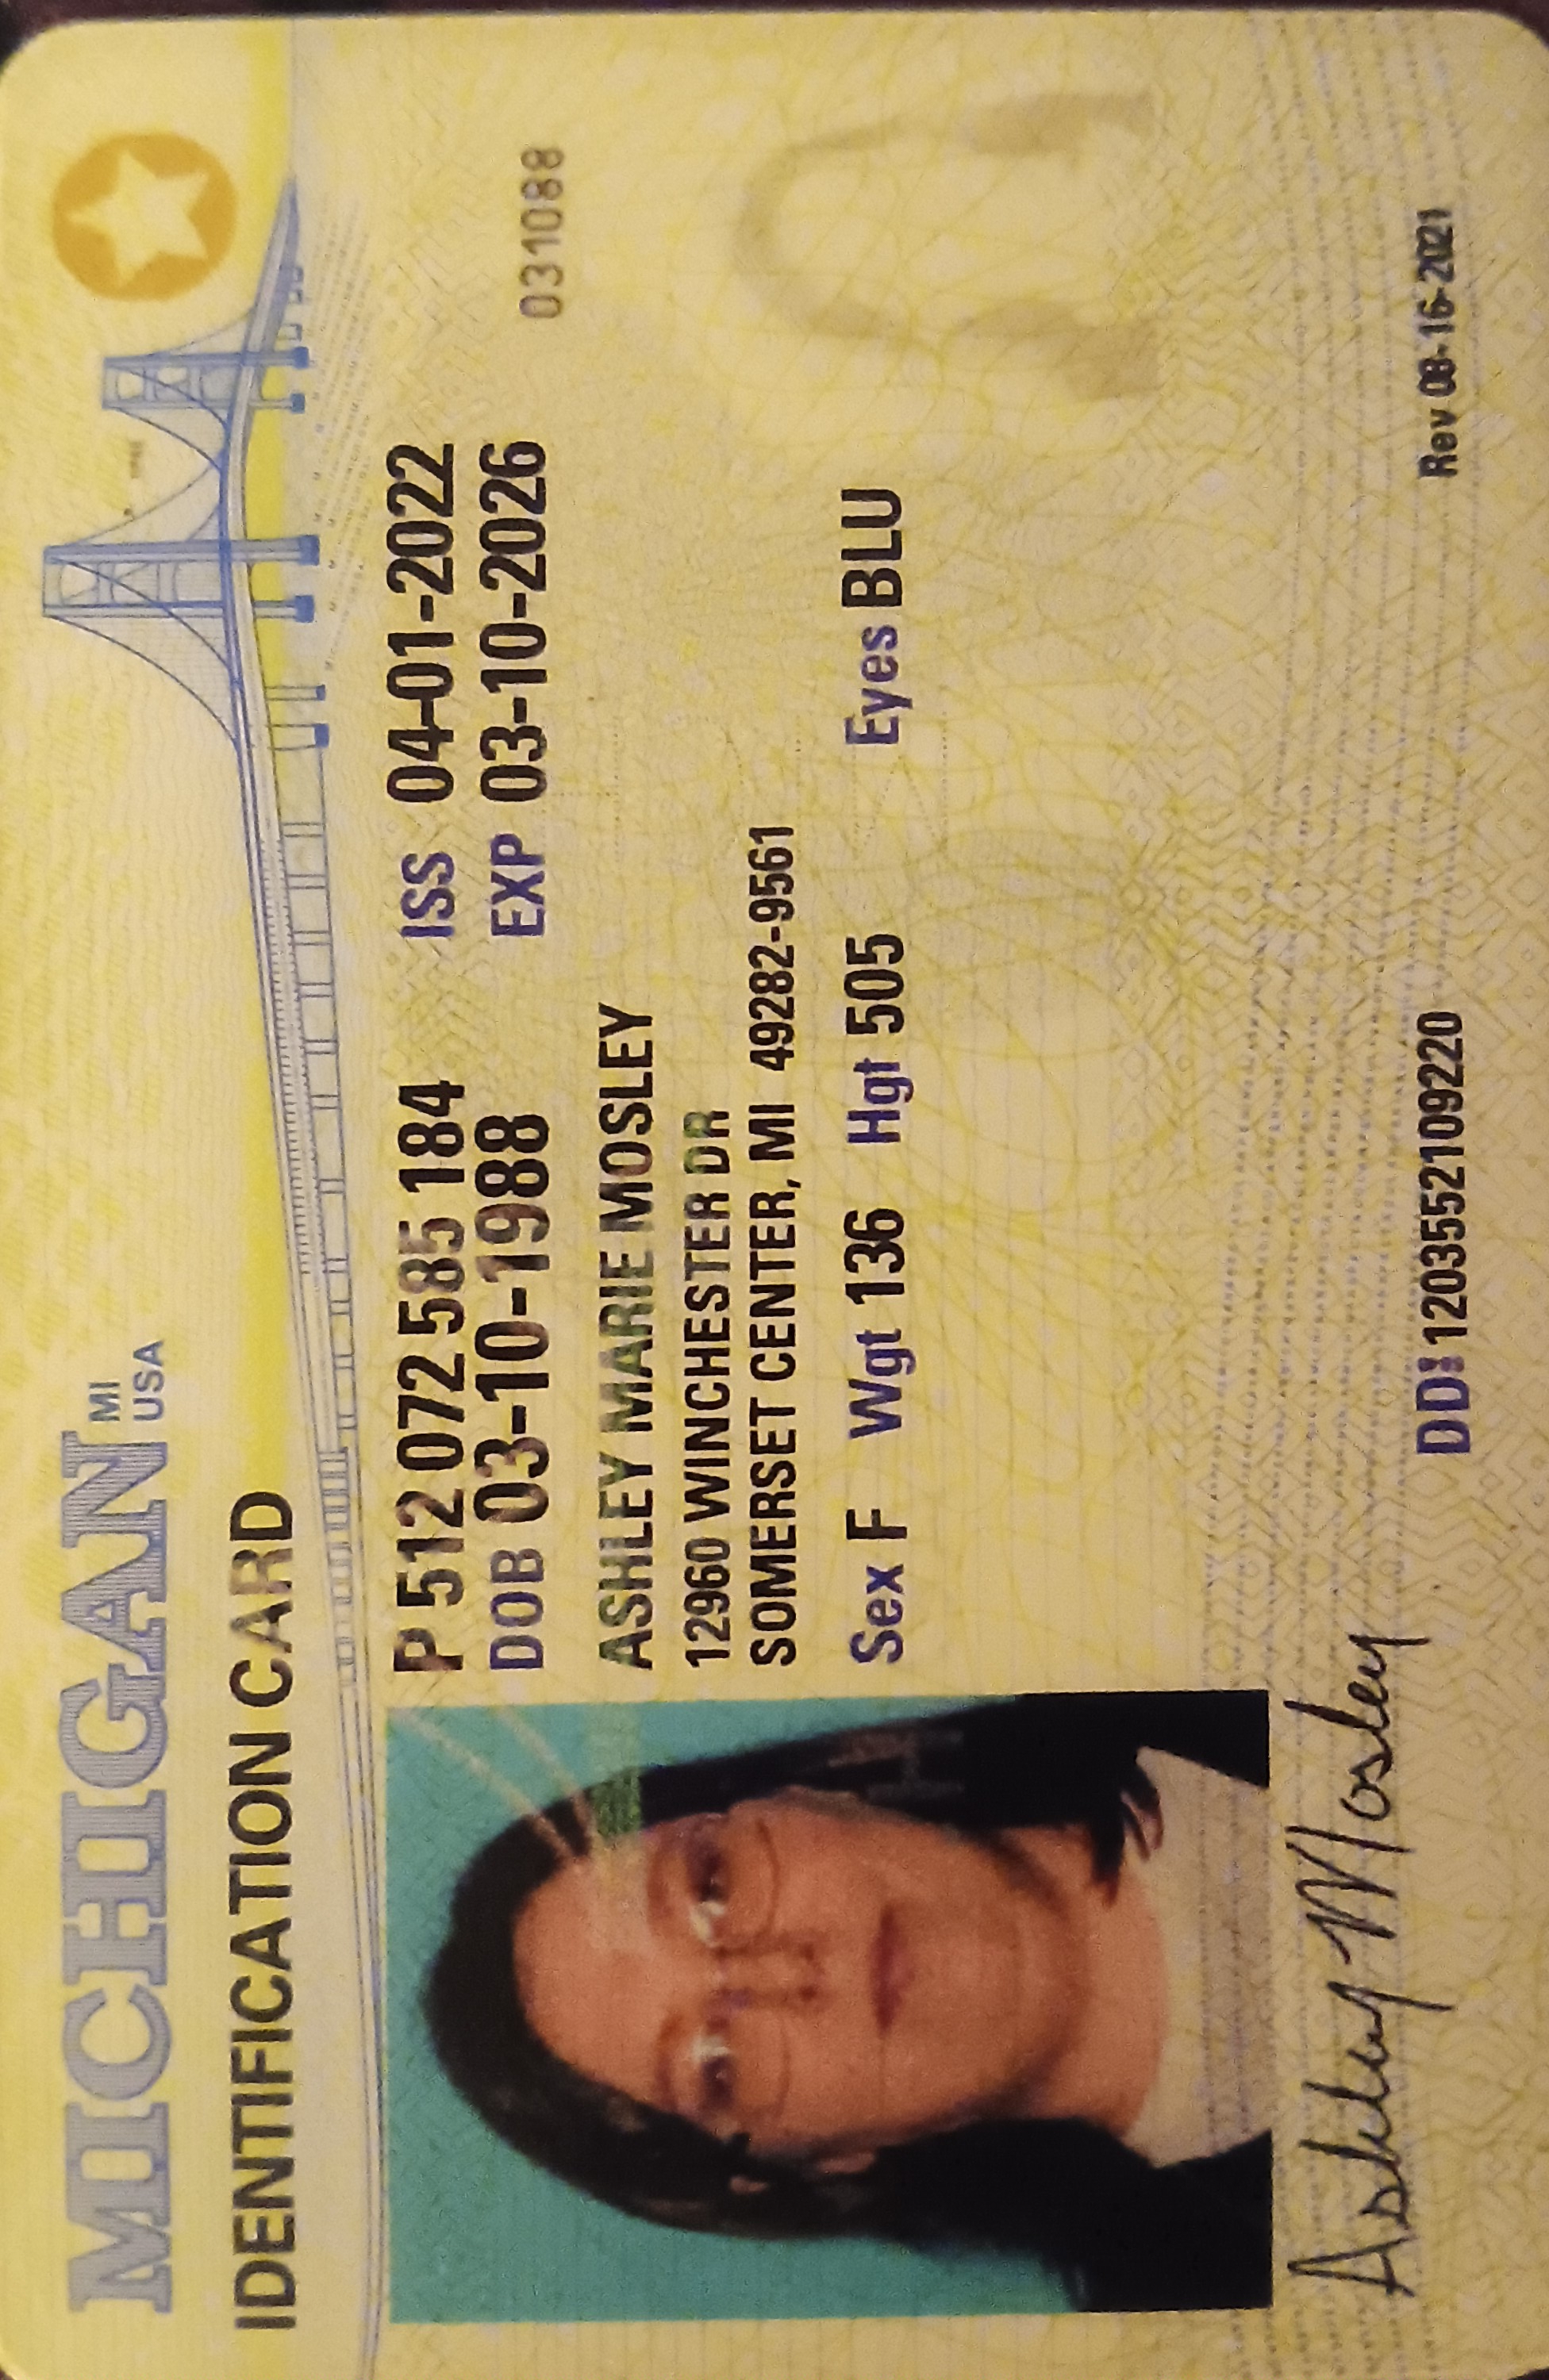 MICHIGAN MI
USA
IDENTIFICATION CARD
P 512 072 585 184 ISS 04-01-2022
DOB 03-10-1988 EXP 03-10-2026
031088
ASHLEY MARIE MOSLEY
12960 WINCHESTER DR
SOMERSET CENTER, MI 49282-9561
Sex F Wgt 136 Hgt 505 Eyes BLU
Ashley Mosley
DD: 1203552109220 Rev 08-16-2021